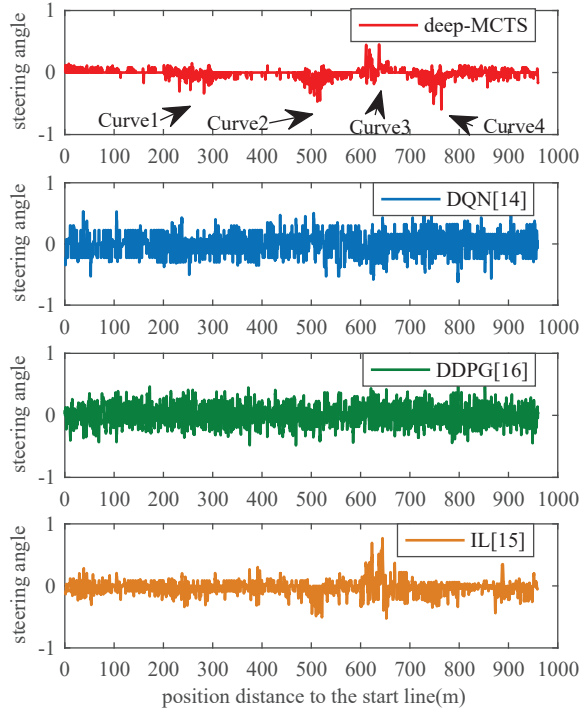 deep-MCTS
steering angle
1
0
-1
Curve1
Curve2
Curve3
Curve4
0 100 200 300 400 500 600 700 800 900 1000
DQN[14]
steering angle
1
0
-1
0 100 200 300 400 500 600 700 800 900 1000
DDPG[16]
steering angle
1
0
-1
0 100 200 300 400 500 600 700 800 900 1000
IL[15]
steering angle
1
0
-1
0 100 200 300 400 500 600 700 800 900 1000
position distance to the start line(m)